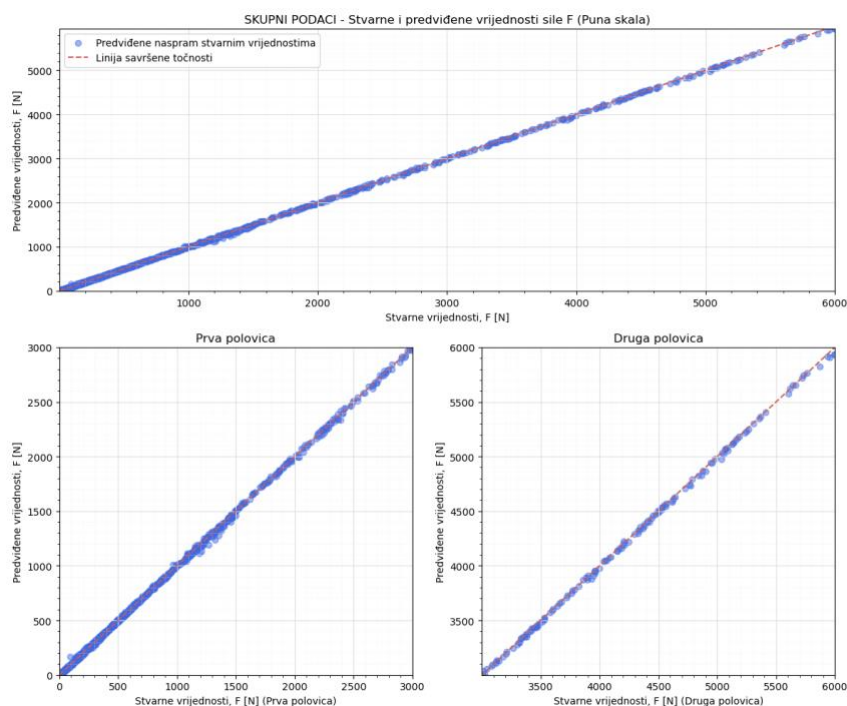 SKUPNI PODACI - Stvarne i predviđene vrijednosti sile F (Puna skala)
Predviđene naspram stvarnim vrijednostima
Linija savršene točnosti
Predviđene vrijednosti, F [N]
5000
4000
3000
2000
1000
0
1000 2000 3000 4000 5000 6000
Stvarne vrijednosti, F [N]
Prva polovica
Predviđene vrijednosti, F [N]
3000
2500
2000
1500
1000
500
0
0 500 1000 1500 2000 2500 3000
Stvarne vrijednosti, F [N] (Prva polovica)
Druga polovica
Predviđene vrijednosti, F [N]
6000
5500
5000
4500
4000
3500
3500 4000 4500 5000 5500 6000
Stvarne vrijednosti, F [N] (Druga polovica)